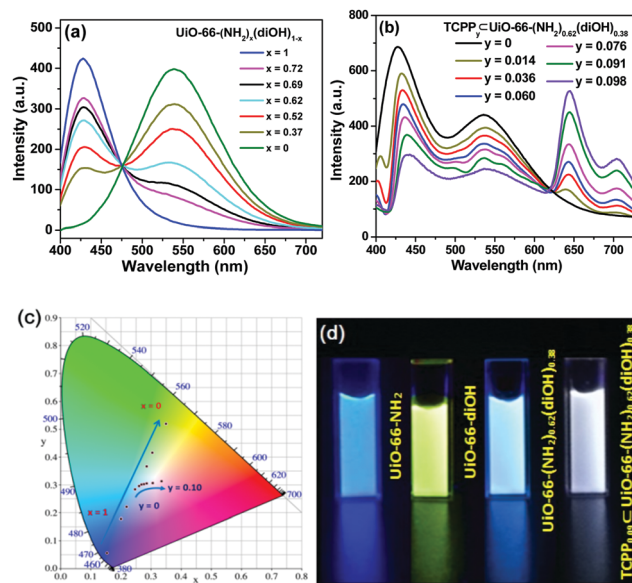 (a)
UiO-66-(NH₂)ₓ(diOH)₁₋ₓ
x = 1
x = 0.72
x = 0.69
x = 0.62
x = 0.52
x = 0.37
x = 0
Intensity (a.u.)
500
400
300
200
100
0
400 450 500 550 600 650 700
Wavelength (nm)
(b)
TCPPᵧ⊂UiO-66-(NH₂)₀.₆₂(diOH)₀.₃₈
y = 0
y = 0.014
y = 0.036
y = 0.060
y = 0.076
y = 0.091
y = 0.098
Intensity (a.u.)
800
600
400
200
0
400 450 500 550 600 650 700
Wavelength (nm)
(c)
0.9
0.8
0.7
0.6
0.5
0.4
0.3
0.2
0.1
0.0
y
0.0 0.1 0.2 0.3 0.4 0.5 0.6 0.7 0.8
x
520
540
560
580
600
620
700
500
490
480
470
460
380
x = 0
x = 1
y = 0
y = 0.10
(d)
UiO-66-NH₂
UiO-66-diOH
UiO-66-(NH₂)₀.₆₂(diOH)₀.₃₈